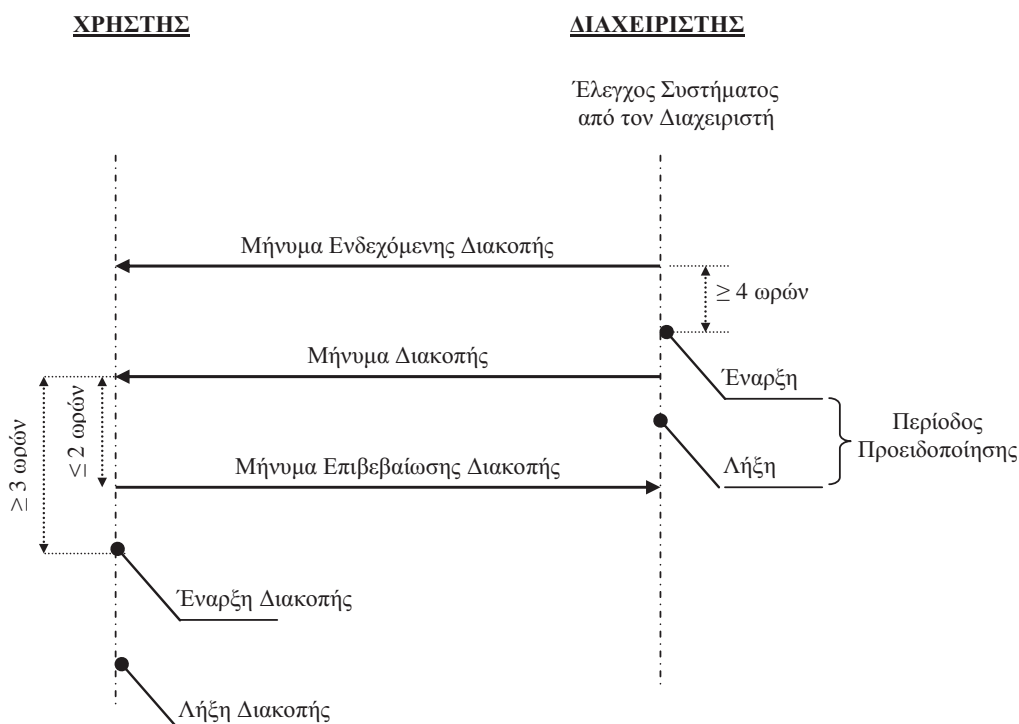 ΧΡΗΣΤΗΣ
ΔΙΑΧΕΙΡΙΣΤΗΣ
Έλεγχος Συστήματος
από τον Διαχειριστή
Μήνυμα Ενδεχόμενης Διακοπής
≥ 4 ωρών
Μήνυμα Διακοπής
Έναρξη
≥ 3 ωρών
≤ 2 ωρών
Περίοδος
Προειδοποίησης
Μήνυμα Επιβεβαίωσης Διακοπής
Λήξη
Έναρξη Διακοπής
Λήξη Διακοπής